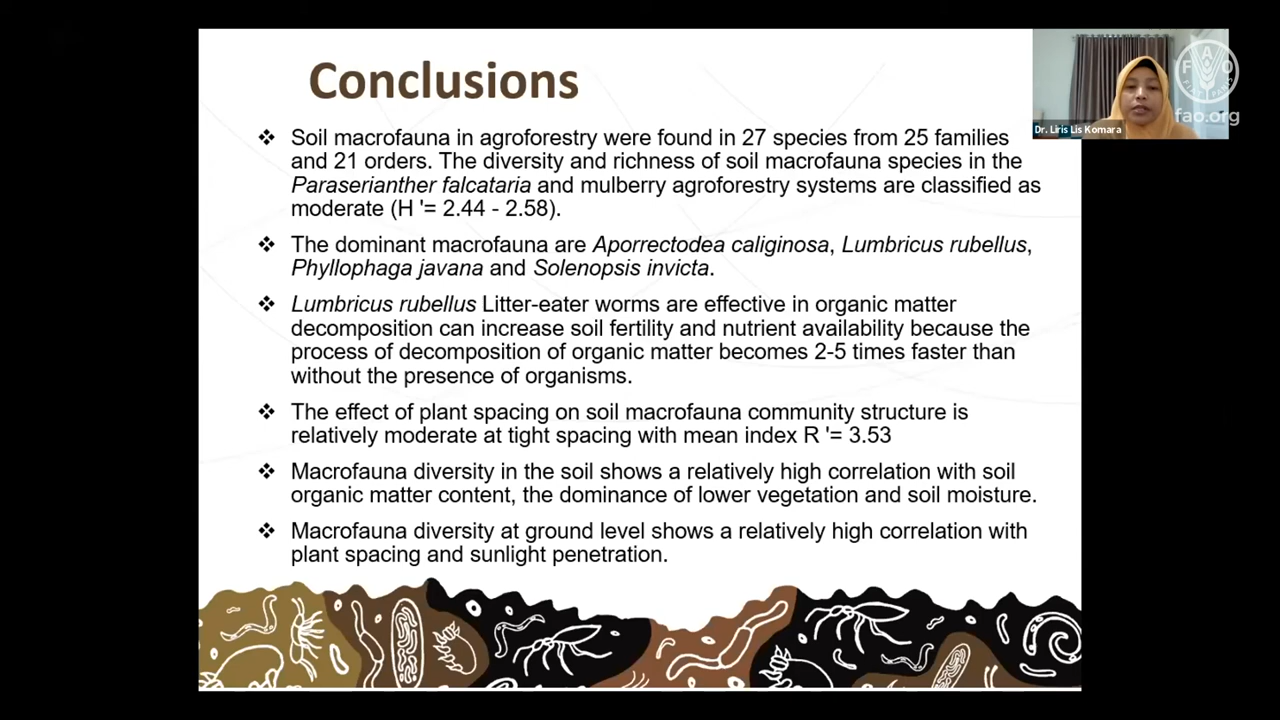 Conclusions
❖ Soil macrofauna in agroforestry were found in 27 species from 25 families
and 21 orders. The diversity and richness of soil macrofauna species in the
Paraserianther falcataria and mulberry agroforestry systems are classified as
moderate (H '= 2.44 - 2.58).
❖ The dominant macrofauna are Aporrectodea caliginosa, Lumbricus rubellus,
Phyllophaga javana and Solenopsis invicta.
❖ Lumbricus rubellus Litter-eater worms are effective in organic matter
decomposition can increase soil fertility and nutrient availability because the
process of decomposition of organic matter becomes 2-5 times faster than
without the presence of organisms.
❖ The effect of plant spacing on soil macrofauna community structure is
relatively moderate at tight spacing with mean index R '= 3.53
❖ Macrofauna diversity in the soil shows a relatively high correlation with soil
organic matter content, the dominance of lower vegetation and soil moisture.
❖ Macrofauna diversity at ground level shows a relatively high correlation with
plant spacing and sunlight penetration.
Dr. Liris Lis Komara
F A O
fao.org